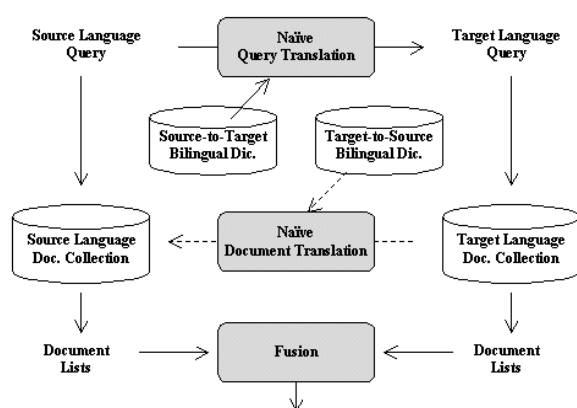 Source Language
Query
Naïve
Query Translation
Target Language
Query
Source-to-Target
Bilingual Dic.
Target-to-Source
Bilingual Dic.
Source Language
Doc. Collection
Naïve
Document Translation
Target Language
Doc. Collection
Document
Lists
Fusion
Document
Lists